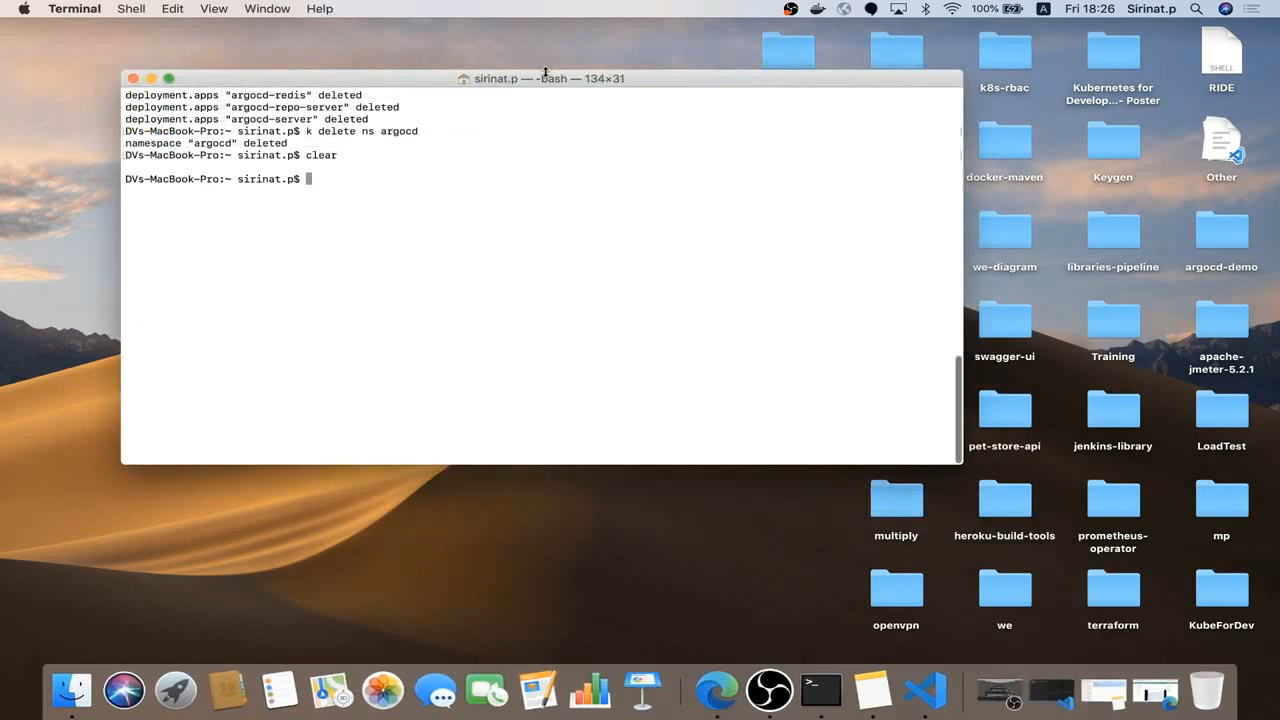 Terminal Shell Edit View Window Help 100% A Fri 18:26 Sirinat.p
sirinat.p — -bash — 134×31
deployment.apps "argocd-redis" deleted
deployment.apps "argocd-repo-server" deleted
deployment.apps "argocd-server" deleted
DVs-MacBook-Pro:~ sirinat.p$ k delete ns argocd
namespace "argocd" deleted
DVs-MacBook-Pro:~ sirinat.p$ clear
DVs-MacBook-Pro:~ sirinat.p$
k8s-rbac
Kubernetes for
Develop...- Poster
SHELL
RIDE
docker-maven
Keygen
Other
we-diagram
libraries-pipeline
argocd-demo
swagger-ui
Training
apache-
jmeter-5.2.1
pet-store-api
jenkins-library
LoadTest
multiply
heroku-build-tools
prometheus-
operator
mp
openvpn
we
terraform
KubeForDev
>_